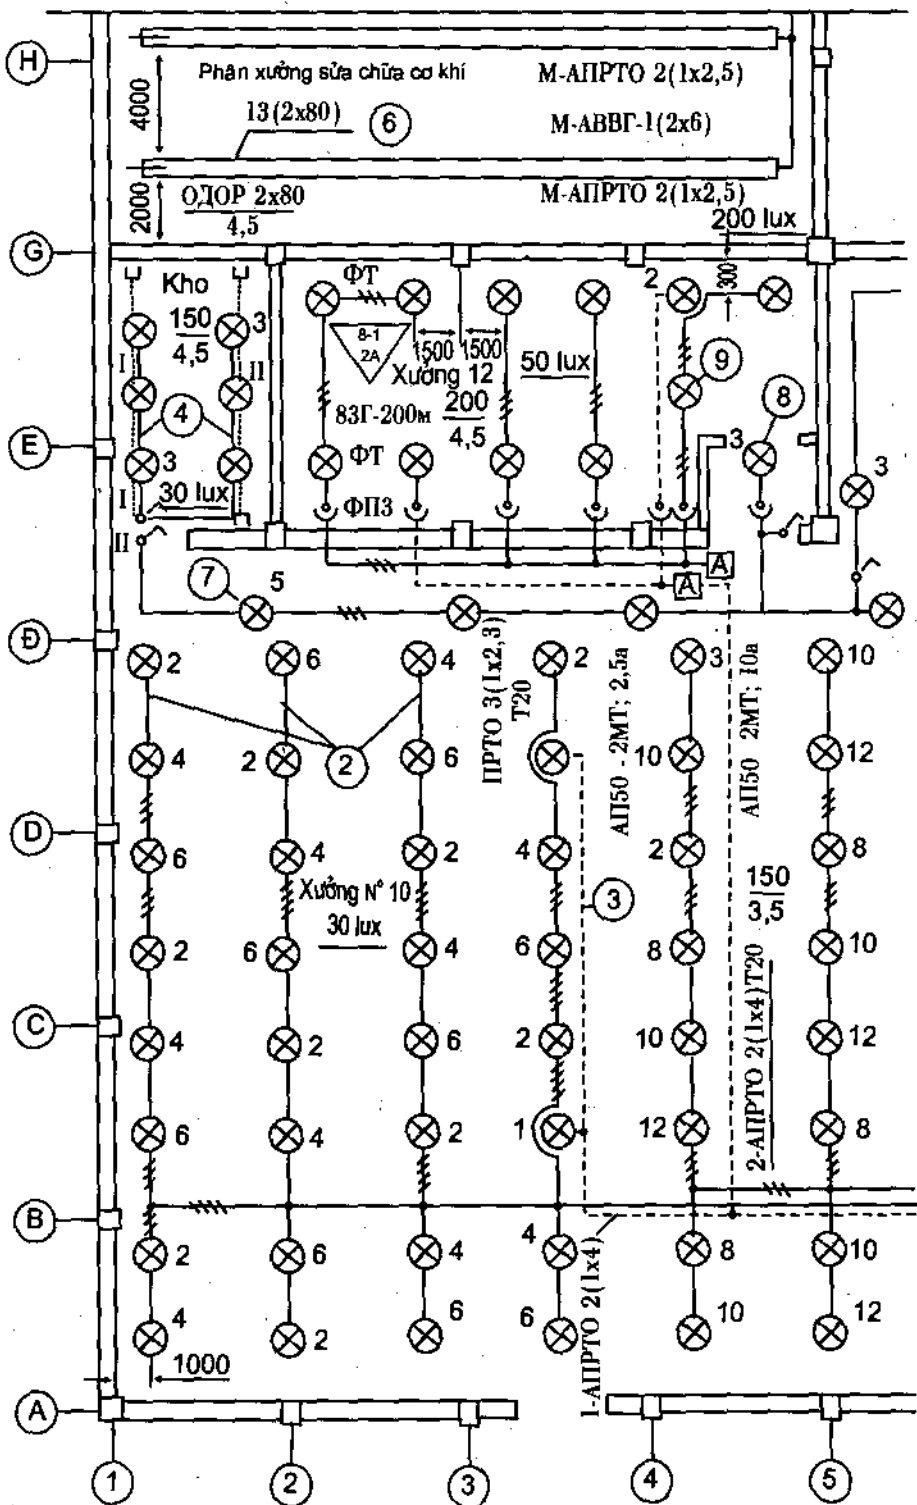 H
4000
Phân xưởng sửa chữa cơ khí
М-АПРТО 2(1x2,5)
13(2x80)
6
М-АВВГ-1(2x6)
2000
ОДОР 2x80
4,5
М-АПРТО 2(1x2,5)
200 lux
G
Kho
150
4,5
3
I
II
4
3
I
30 lux
II
ФТ
8-1
2A
1500
1500
Xưởng 12
50 lux
83Г-200м
200
4,5
ФТ
ФПЗ
2
300
9
8
3
3
E
A
A
7
5
Đ
2
6
4
2
3
10
ПРТО 3(1x2,3)
T20
АП50 - 2МТ; 2,5a
АП50 2МТ; 10a
2
4
2
6
10
12
D
6
4
2
4
2
8
Xưởng N° 10
30 lux
3
150
3,5
2
6
4
6
8
10
C
4
2
6
2
10
12
2-АПРТО 2(1x4)T20
6
4
2
1
12
8
B
2
6
4
4
8
10
1-АПРТО 2(1x4)
4
2
6
6
10
12
1000
A
1
2
3
4
5